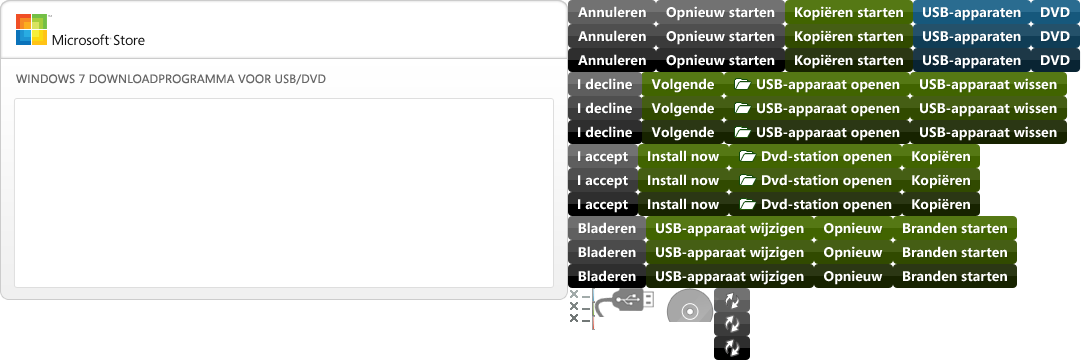 Microsoft Store
WINDOWS 7 DOWNLOADPROGRAMMA VOOR USB/DVD
Annuleren Opnieuw starten Kopiëren starten USB-apparaten DVD
Annuleren Opnieuw starten Kopiëren starten USB-apparaten DVD
Annuleren Opnieuw starten Kopiëren starten USB-apparaten DVD
I decline Volgende USB-apparaat openen USB-apparaat wissen
I decline Volgende USB-apparaat openen USB-apparaat wissen
I decline Volgende USB-apparaat openen USB-apparaat wissen
I accept Install now Dvd-station openen Kopiëren
I accept Install now Dvd-station openen Kopiëren
I accept Install now Dvd-station openen Kopiëren
Bladeren USB-apparaat wijzigen Opnieuw Branden starten
Bladeren USB-apparaat wijzigen Opnieuw Branden starten
Bladeren USB-apparaat wijzigen Opnieuw Branden starten